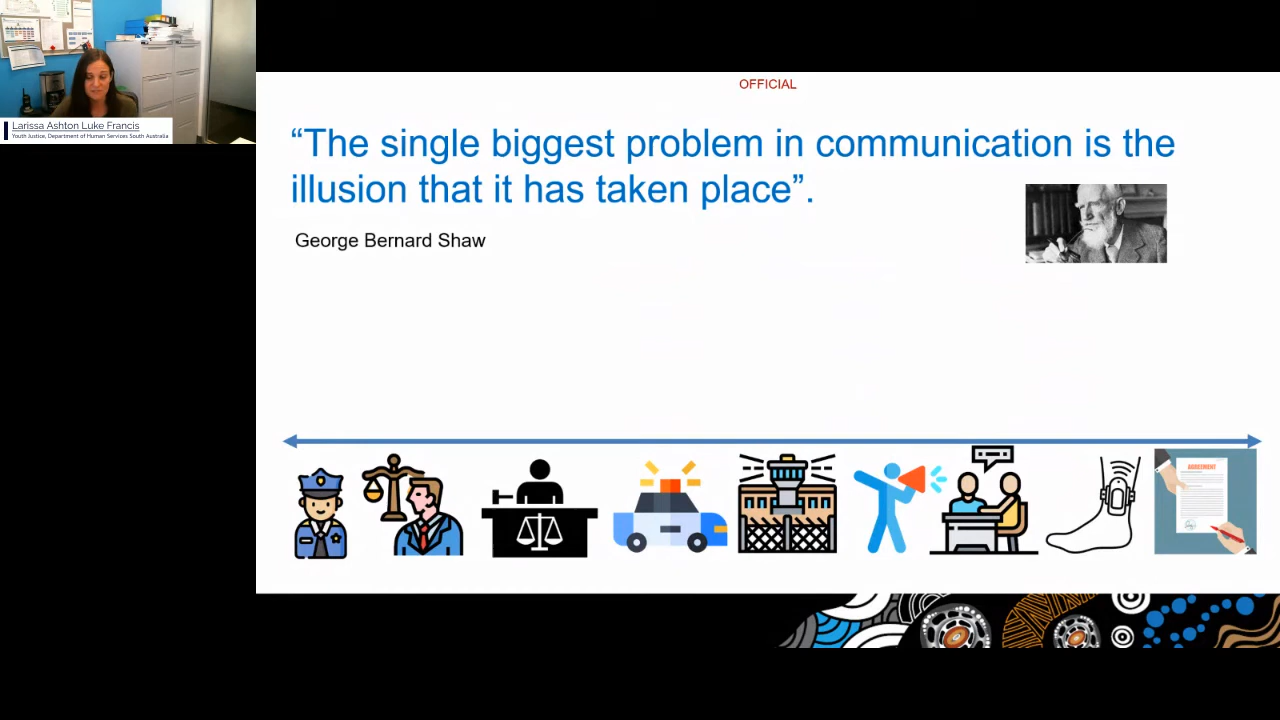 Larissa Ashton Luke Francis
Youth Justice, Department of Human Services South Australia
OFFICIAL
“The single biggest problem in communication is the
illusion that it has taken place”.
George Bernard Shaw
AGREEMENT